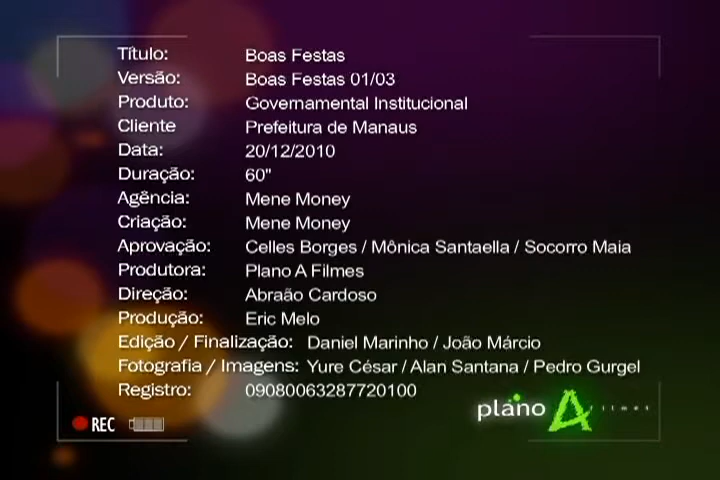 Título: Boas Festas
Versão: Boas Festas 01/03
Produto: Governamental Institucional
Cliente Prefeitura de Manaus
Data: 20/12/2010
Duração: 60"
Agência: Mene Money
Criação: Mene Money
Aprovação: Celles Borges / Mônica Santaella / Socorro Maia
Produtora: Plano A Filmes
Direção: Abraão Cardoso
Produção: Eric Melo
Edição / Finalização: Daniel Marinho / João Márcio
Fotografia / Imagens: Yure César / Alan Santana / Pedro Gurgel
Registro: 09080063287720100
plano A filmes
REC